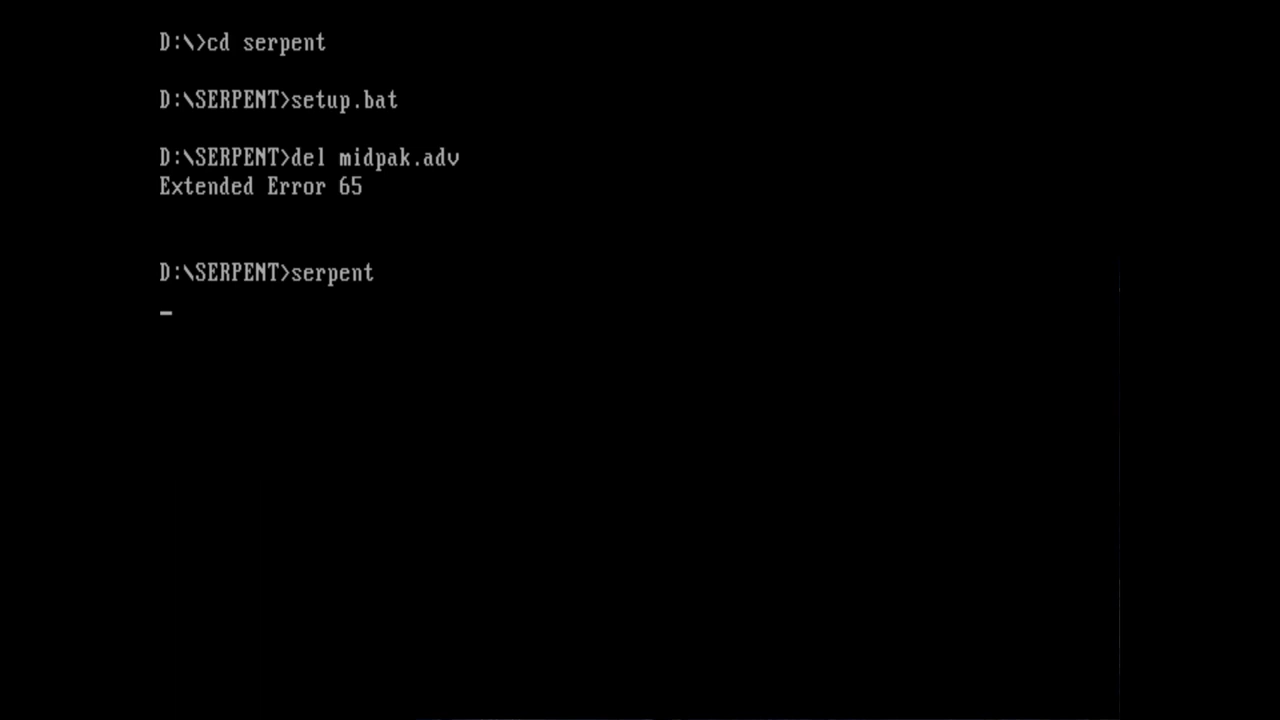 D:\>cd serpent
D:\SERPENT>setup.bat
D:\SERPENT>del midpak.adv
Extended Error 65
D:\SERPENT>serpent